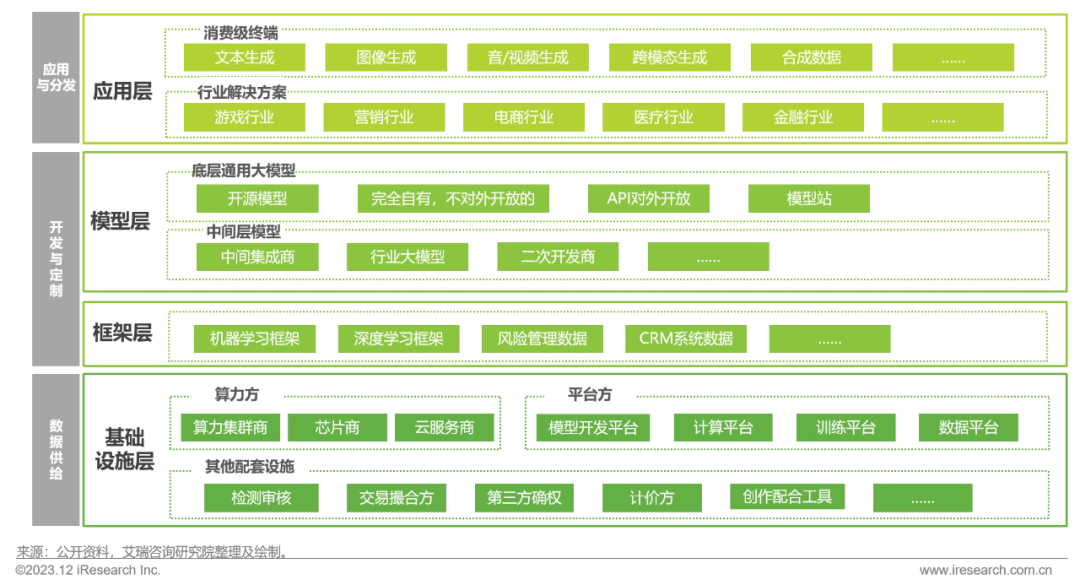 应用
与分发
应用层
消费级终端
文本生成
图像生成
音/视频生成
跨模态生成
合成数据
......
行业解决方案
游戏行业
营销行业
电商行业
医疗行业
金融行业
......
开
发
与
定
制
模型层
底层通用大模型
开源模型
完全自有，不对外开放的
API对外开放
模型站
中间层模型
中间集成商
行业大模型
二次开发商
......
框架层
机器学习框架
深度学习框架
风险管理数据
CRM系统数据
......
数
据
供
给
基础
设施层
算力方
算力集群商
芯片商
云服务商
平台方
模型开发平台
计算平台
训练平台
数据平台
其他配套设施
检测审核
交易撮合方
第三方确权
计价方
创作配合工具
......
来源：公开资料，艾瑞咨询研究院整理及绘制。
©2023.12 iResearch Inc.
www.iresearch.com.cn